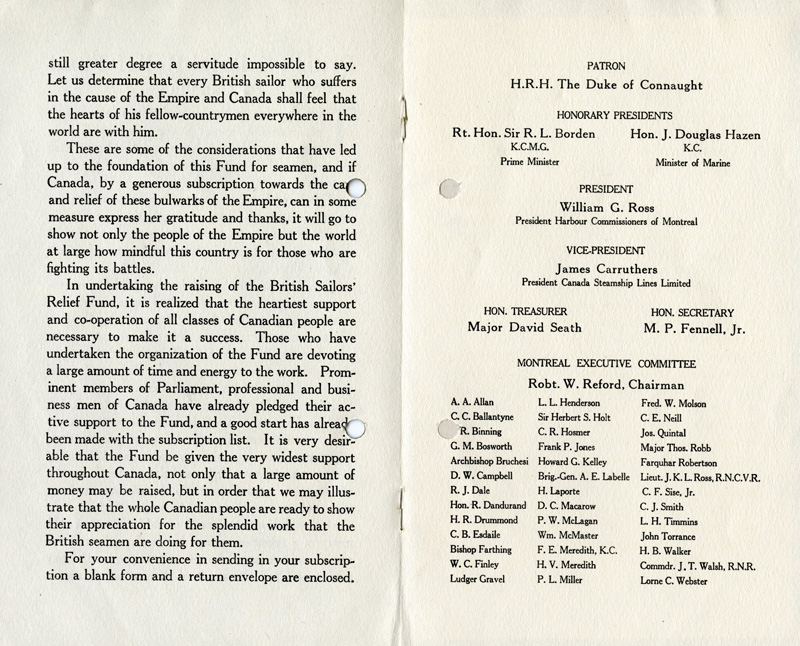 still greater degree a servitude impossible to say.
Let us determine that every British sailor who suffers
in the cause of the Empire and Canada shall feel that
the hearts of his fellow-countrymen everywhere in the
world are with him.
These are some of the considerations that have led
up to the foundation of this Fund for seamen, and if
Canada, by a generous subscription towards the
and relief of these bulwarks of the Empire, can in some
measure express her gratitude and thanks, it will go to
show not only the people of the Empire but the world
at large how mindful this country is for those who are
fighting its battles.
In undertaking the raising of the British Sailors'
Relief Fund, it is realized that the heartiest support
and co-operation of all classes of Canadian people are
necessary to make it a success. Those who have
undertaken the organization of the Fund are devoting
a large amount of time and energy to the work. Prom-
inent members of Parliament, professional and busi-
ness men of Canada have already pledged their ac-
tive support to the Fund, and a good start has alread
been made with the subscription list. It is very desir-
able that the Fund be given the very widest support
throughout Canada, not only that a large amount of
money may be raised, but in order that we may illus-
trate that the whole Canadian people are ready to show
their appreciation for the splendid work that the
British seamen are doing for them.
For your convenience in sending in your subscrip-
tion a blank form and a return envelope are enclosed.
PATRON
H.R.H. The Duke of Connaught
HONORARY PRESIDENTS
Rt. Hon. Sir R. L. Borden
K.C.M.G.
Prime Minister
Hon. J. Douglas Hazen
K.C.
Minister of Marine
PRESIDENT
William G. Ross
President Harbour Commissioners of Montreal
VICE-PRESIDENT
James Carruthers
President Canada Steamship Lines Limited
HON. TREASURER
Major David Seath
HON. SECRETARY
M. P. Fennell, Jr.
MONTREAL EXECUTIVE COMMITTEE
Robt. W. Reford, Chairman
A. A. Allan
C. C. Ballantyne
R. Binning
G. M. Bosworth
Archbishop Bruchesi
D. W. Campbell
R. J. Dale
Hon. R. Dandurand
H. R. Drummond
C. B. Esdaile
Bishop Farthing
W. C. Finley
Ludger Gravel
L. L. Henderson
Sir Herbert S. Holt
C. R. Hosmer
Frank P. Jones
Howard G. Kelley
Brig.-Gen. A. E. Labelle
H. Laporte
D. C. Macarow
P. W. McLagan
Wm. McMaster
F. E. Meredith, K.C.
H. V. Meredith
P. L. Miller
Fred. W. Molson
C. E. Neill
Jos. Quintal
Major Thos. Robb
Farquhar Robertson
Lieut. J. K. L. Ross, R.N.C.V.R.
C. F. Sise, Jr.
C. J. Smith
L. H. Timmins
John Torrance
H. B. Walker
Commdr. J. T. Walsh, R.N.R.
Lorne C. Webster